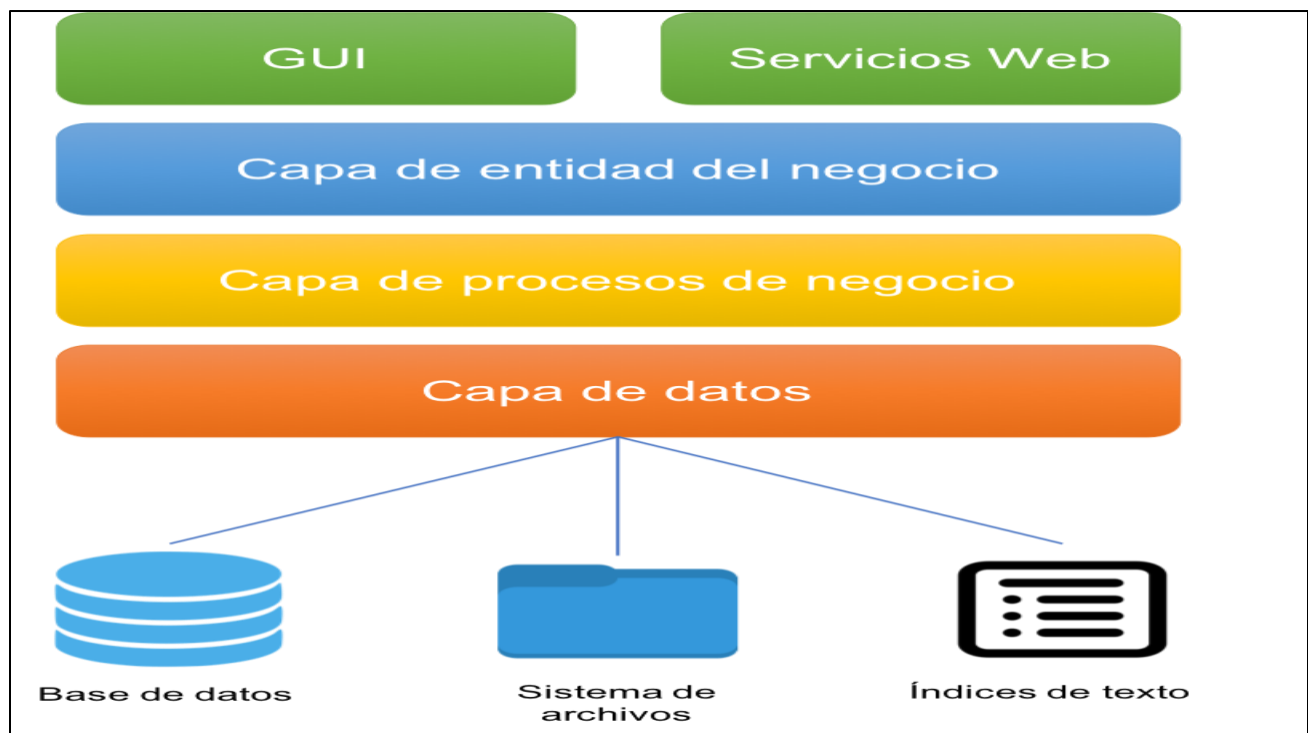 GUI
Servicios Web
Capa de entidad del negocio
Capa de procesos de negocio
Capa de datos
Base de datos
Sistema de
archivos
Índices de texto